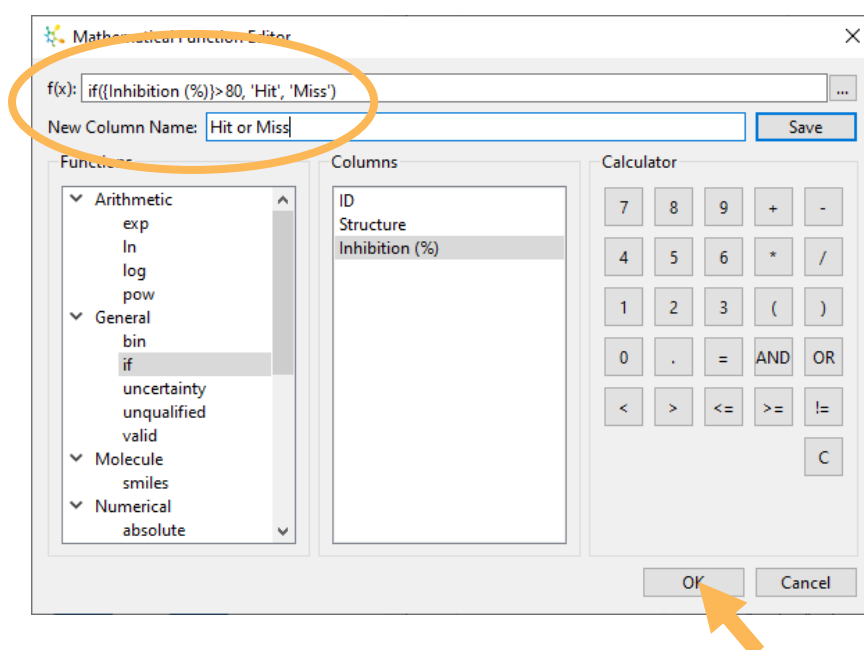 Mathematical Function Editor
f(x): if({Inhibition (%)}>80, 'Hit', 'Miss') ...
New Column Name: Hit or Miss Save
Functions Columns Calculator
Arithmetic
exp
ln
log
pow
General
bin
if
uncertainty
unqualified
valid
Molecule
smiles
Numerical
absolute
ID
Structure
Inhibition (%)
7 8 9 + -
4 5 6 * /
1 2 3 ( )
0 . = AND OR
< > <= >= !=
C
OK Cancel